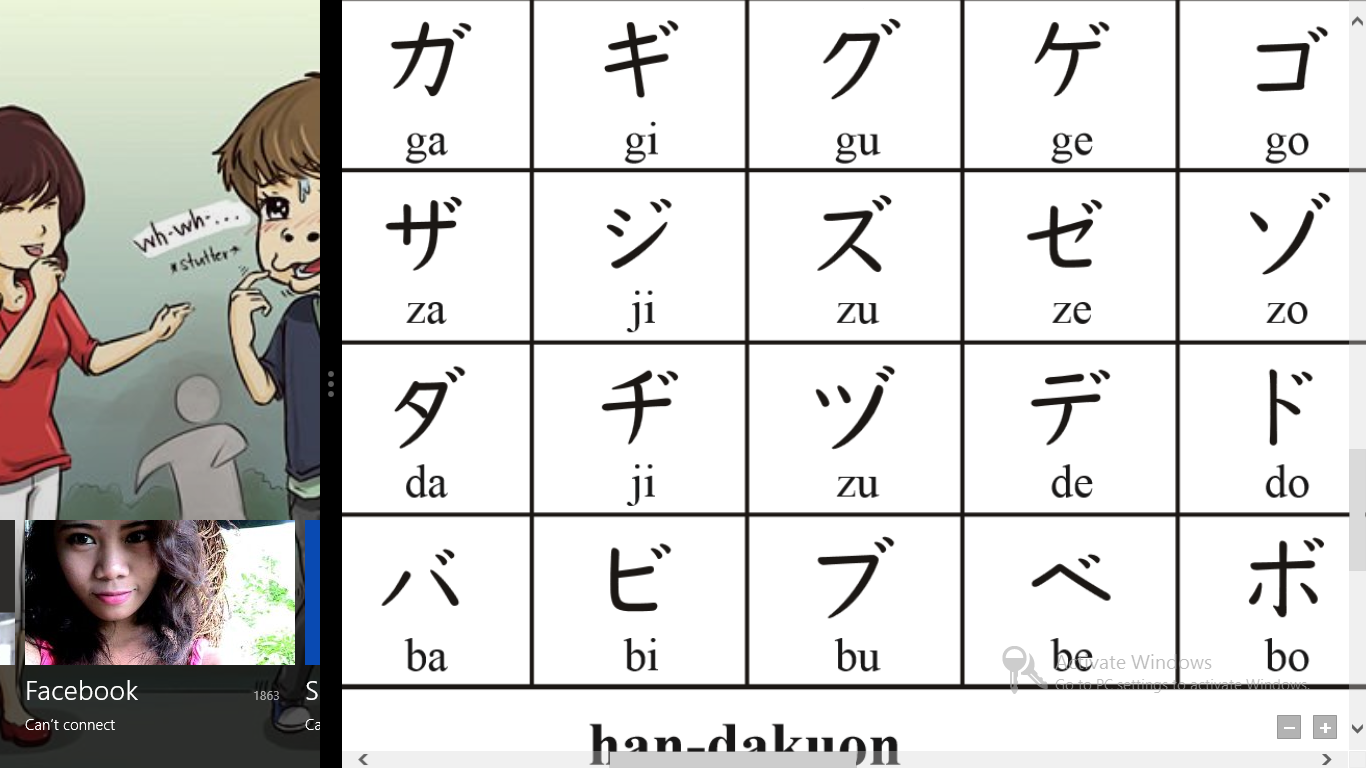 wh-wh-...
*stutter*
Facebook
1863
S
Can't connect
Ca
ガ ギ グ ゲ ゴ
ga gi gu ge go
ザ ジ ズ ゼ ゾ
za ji zu ze zo
ダ ヂ ヅ デ ド
da ji zu de do
バ ビ ブ ベ ボ
ba bi bu be bo
Activate Windows
Go to PC settings to activate Windows.
han-dakuon